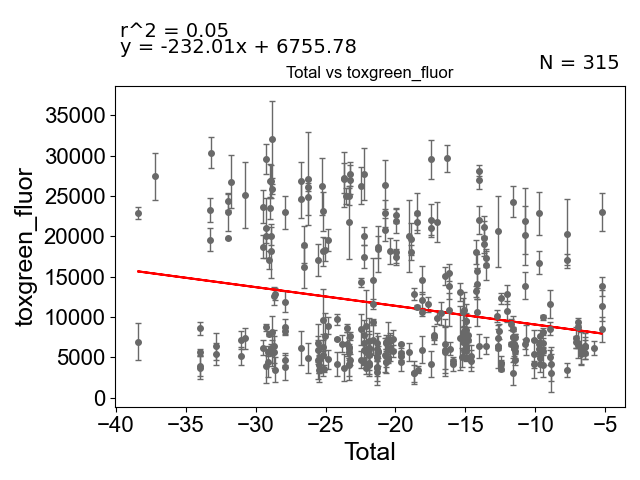 r^2 = 0.05
y = -232.01x + 6755.78
N = 315
Total vs toxgreen_fluor
35000
30000
25000
20000
15000
10000
5000
0
toxgreen_fluor
−40 −35 −30 −25 −20 −15 −10 −5
Total